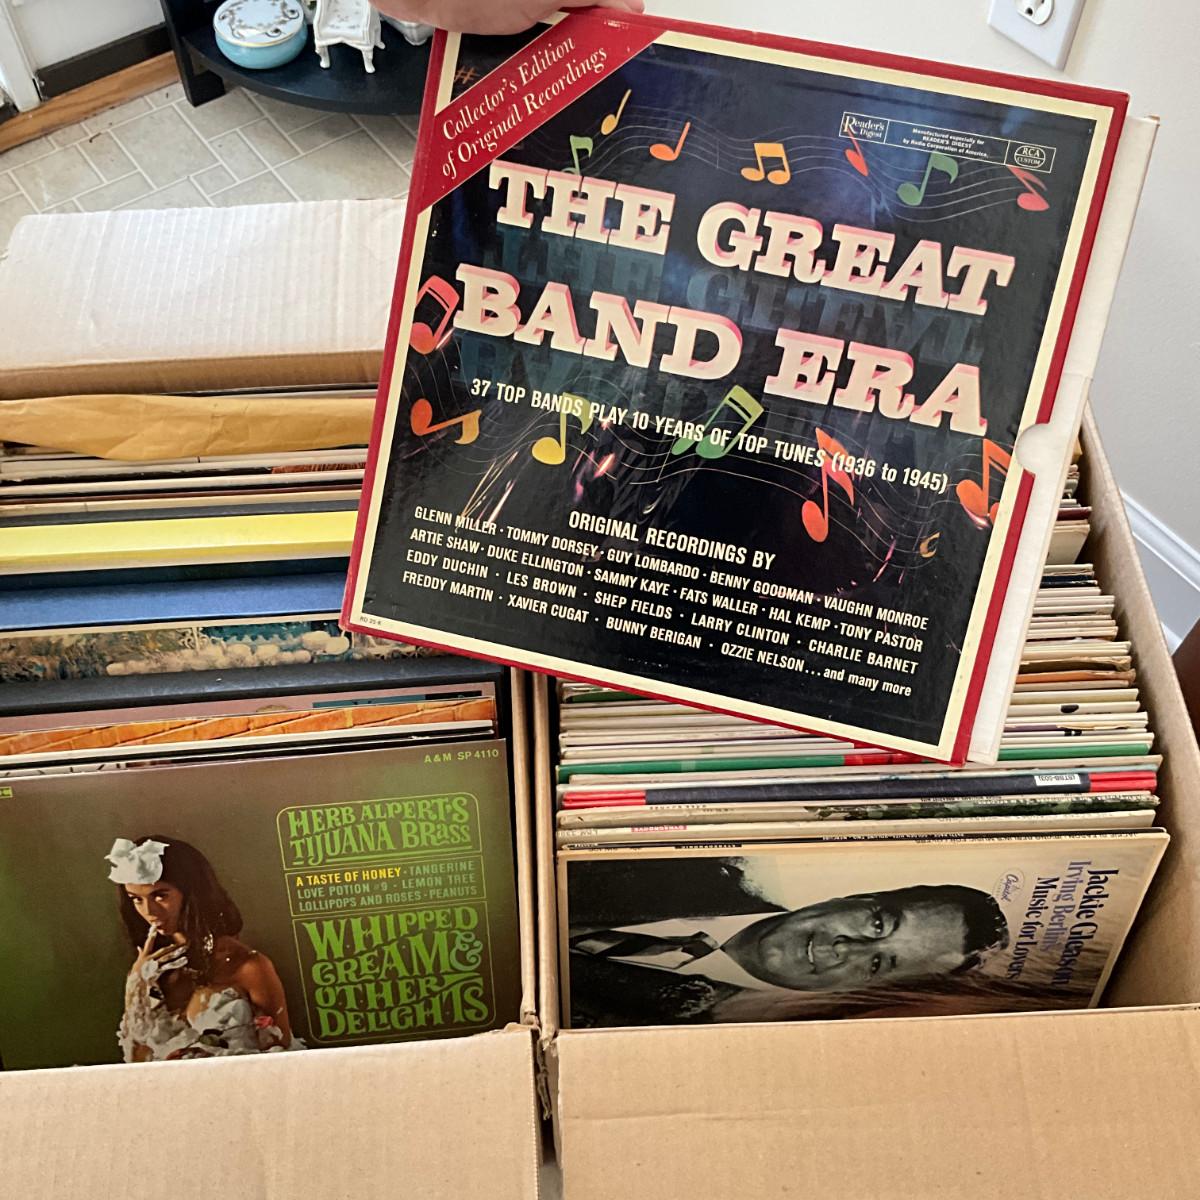 Collector's Edition
of Original Recordings
Reader's
Digest
Manufactured especially for
READER'S DIGEST
by Radio Corporation of America.
RCA
CUSTOM
THE GREAT
BAND ERA
37 TOP BANDS PLAY 10 YEARS OF TOP TUNES (1936 to 1945)
ORIGINAL RECORDINGS BY
GLENN MILLER · TOMMY DORSEY · GUY LOMBARDO · BENNY GOODMAN · VAUGHN MONROE
ARTIE SHAW · DUKE ELLINGTON · SAMMY KAYE · FATS WALLER · HAL KEMP · TONY PASTOR
EDDY DUCHIN · LES BROWN · SHEP FIELDS · LARRY CLINTON · CHARLIE BARNET
FREDDY MARTIN · XAVIER CUGAT · BUNNY BERIGAN · OZZIE NELSON...and many more
A&M SP 4110
HERB ALPERT'S
TIJUANA BRASS
A TASTE OF HONEY · TANGERINE
LOVE POTION #9 · LEMON TREE
LOLLIPOPS AND ROSES · PEANUTS
WHIPPED
CREAM &
OTHER
DELIGHTS
Capitol
Jackie Gleason
Irving Berlin's
Music for Lovers